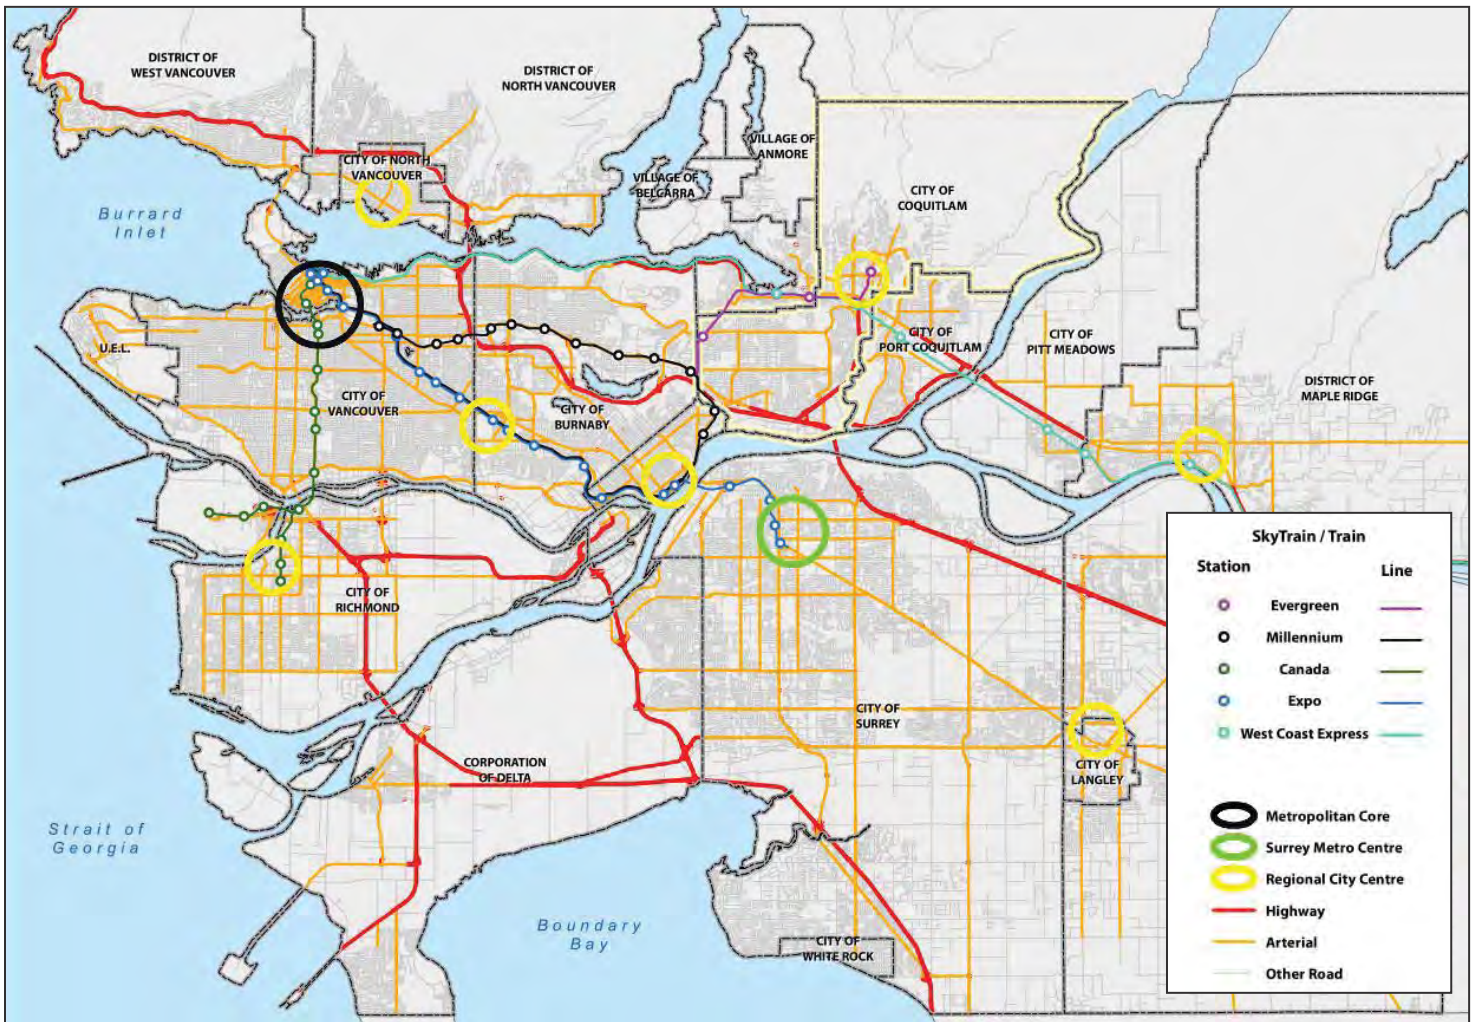 DISTRICT OF
WEST VANCOUVER
DISTRICT OF
NORTH VANCOUVER
CITY OF NORTH
VANCOUVER
VILLAGE OF
ANMORE
VILLAGE OF
BELCARRA
CITY OF
COQUITLAM
Burrard
Inlet
U.E.L.
CITY OF
VANCOUVER
CITY OF
BURNABY
CITY OF
PORT COQUITLAM
CITY OF
PITT MEADOWS
DISTRICT OF
MAPLE RIDGE
CITY OF
RICHMOND
CITY OF
SURREY
CORPORATION
OF DELTA
CITY OF
LANGLEY
Strait of
Georgia
Boundary
Bay
CITY OF
WHITE ROCK
SkyTrain / Train
Station Line
Evergreen
Millennium
Canada
Expo
West Coast Express
Metropolitan Core
Surrey Metro Centre
Regional City Centre
Highway
Arterial
Other Road